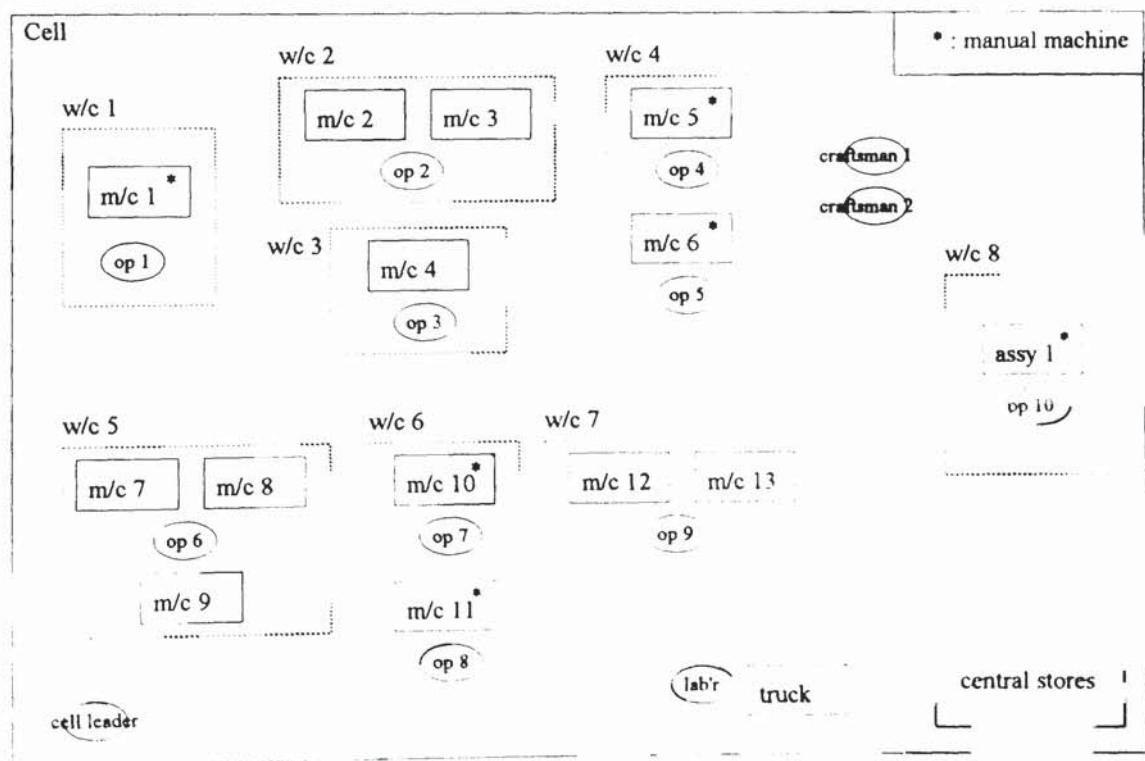 Cell
* : manual machine
w/c 2
w/c 4
w/c 1
m/c 2
m/c 3
m/c 5 *
m/c 1 *
op 2
op 4
craftsman 1
craftsman 2
w/c 3
m/c 4
m/c 6 *
op 1
op 3
op 5
w/c 8
assy 1 *
op 10
w/c 5
w/c 6
w/c 7
m/c 7
m/c 8
m/c 10 *
m/c 12
m/c 13
op 6
op 7
op 9
m/c 9
m/c 11 *
op 8
lab'r
truck
central stores
cell leader